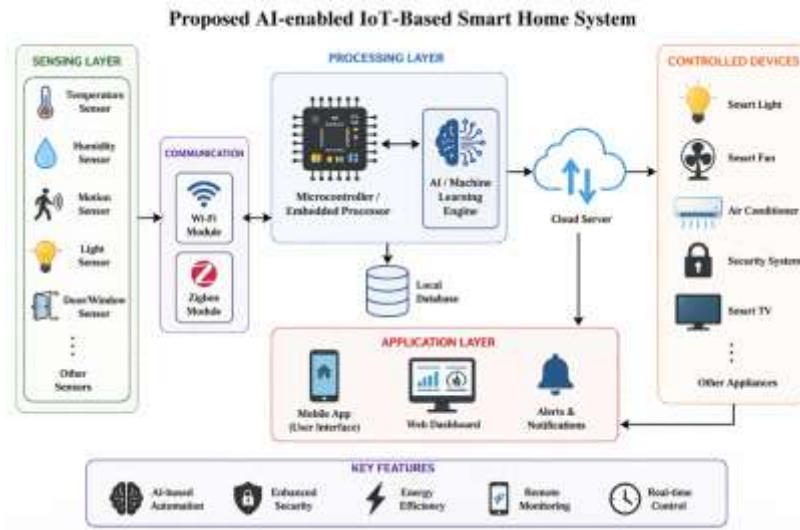 Proposed AI-enabled IoT-Based Smart Home System
SENSING LAYER
Temperature
Sensor
Humidity
Sensor
Motion
Sensor
Light
Sensor
Door/Window
Sensor
Other
Sensors
COMMUNICATION
Wi-Fi
Module
Zigbee
Module
PROCESSING LAYER
Microcontroller /
Embedded Processor
AI / Machine
Learning
Engine
Local
Database
Cloud Server
CONTROLLED DEVICES
Smart Light
Smart Fan
Air Conditioner
Security System
Smart TV
Other Appliances
APPLICATION LAYER
Mobile App
(User Interface)
Web Dashboard
Alerts &
Notifications
KEY FEATURES
AI-based
Automation
Enhanced
Security
Energy
Efficiency
Remote
Monitoring
Real-time
Control